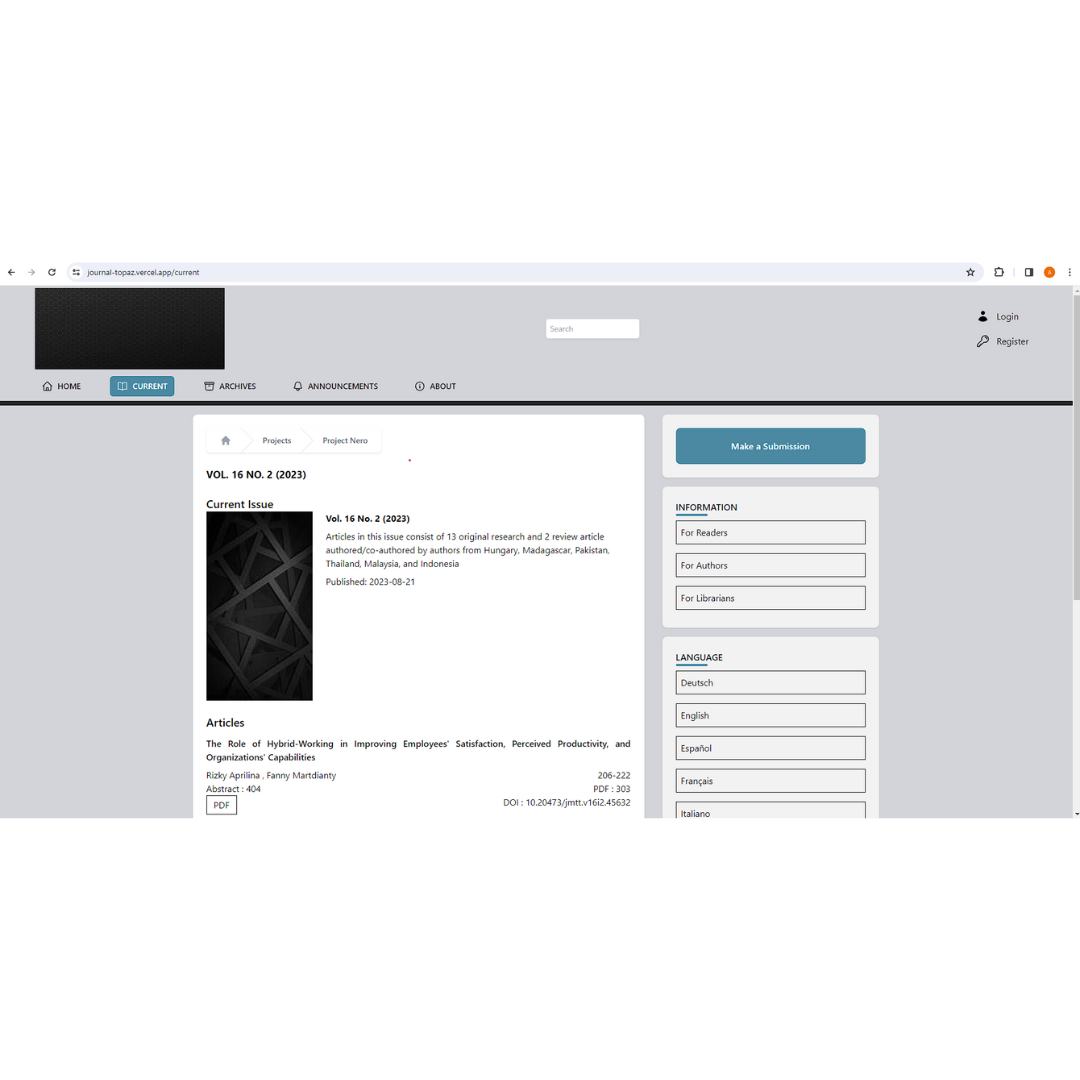 journal-topaz.vercel.app/current
A
Search
Login
Register
HOME
CURRENT
ARCHIVES
ANNOUNCEMENTS
ABOUT
Projects
Project Nero
VOL. 16 NO. 2 (2023)
Current Issue
Vol. 16 No. 2 (2023)
Articles in this issue consist of 13 original research and 2 review article
authored/co-authored by authors from Hungary, Madagascar, Pakistan,
Thailand, Malaysia, and Indonesia
Published: 2023-08-21
Articles
The Role of Hybrid-Working in Improving Employees' Satisfaction, Perceived Productivity, and
Organizations' Capabilities
Rizky Aprilina , Fanny Martdianty 206-222
Abstract : 404 PDF : 303
PDF DOI : 10.20473/jmtt.v16i2.45632
Make a Submission
INFORMATION
For Readers
For Authors
For Librarians
LANGUAGE
Deutsch
English
Español
Français
Italiano